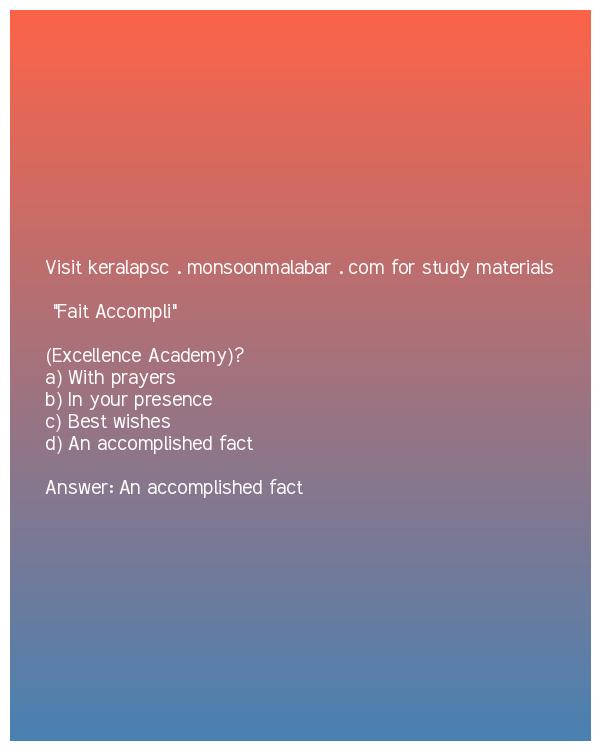 Visit keralapsc . monsoonmalabar . com for study materials
"Fait Accompli"
(Excellence Academy)?
a) With prayers
b) In your presence
c) Best wishes
d) An accomplished fact
Answer: An accomplished fact